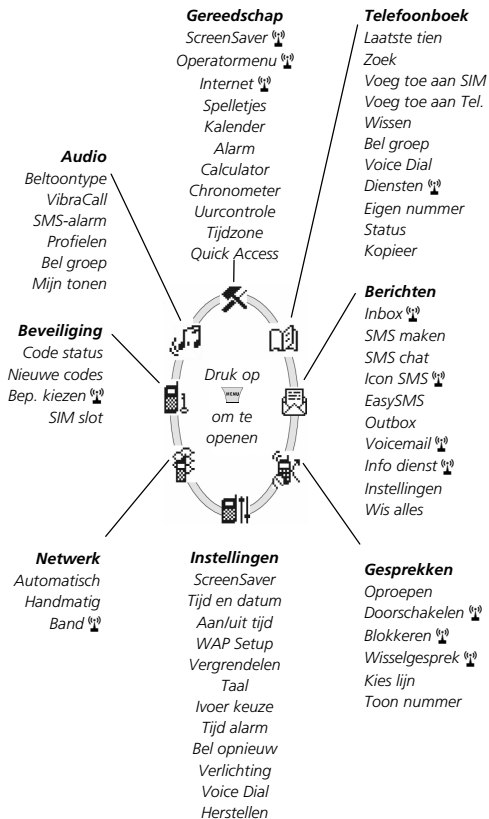 Gereedschap
ScreenSaver
Operatormenu
Internet
Spelletjes
Kalender
Alarm
Calculator
Chronometer
Uurcontrole
Tijdzone
Quick Access
Telefoonboek
Laatste tien
Zoek
Voeg toe aan SIM
Voeg toe aan Tel.
Wissen
Bel groep
Voice Dial
Diensten
Eigen nummer
Status
Kopieer
Audio
Beltoontype
VibraCall
SMS-alarm
Profielen
Bel groep
Mijn tonen
Berichten
Inbox
SMS maken
SMS chat
Icon SMS
EasySMS
Outbox
Voicemail
Info dienst
Instellingen
Wis alles
Beveiliging
Code status
Nieuwe codes
Bep. kiezen
SIM slot
Druk op
MENU
om te
openen
Netwerk
Automatisch
Handmatig
Band
Instellingen
ScreenSaver
Tijd en datum
Aan/uit tijd
WAP Setup
Vergrendelen
Taal
Ivoer keuze
Tijd alarm
Bel opnieuw
Verlichting
Voice Dial
Herstellen
Gesprekken
Oproepen
Doorschakelen
Blokkeren
Wisselgesprek
Kies lijn
Toon nummer